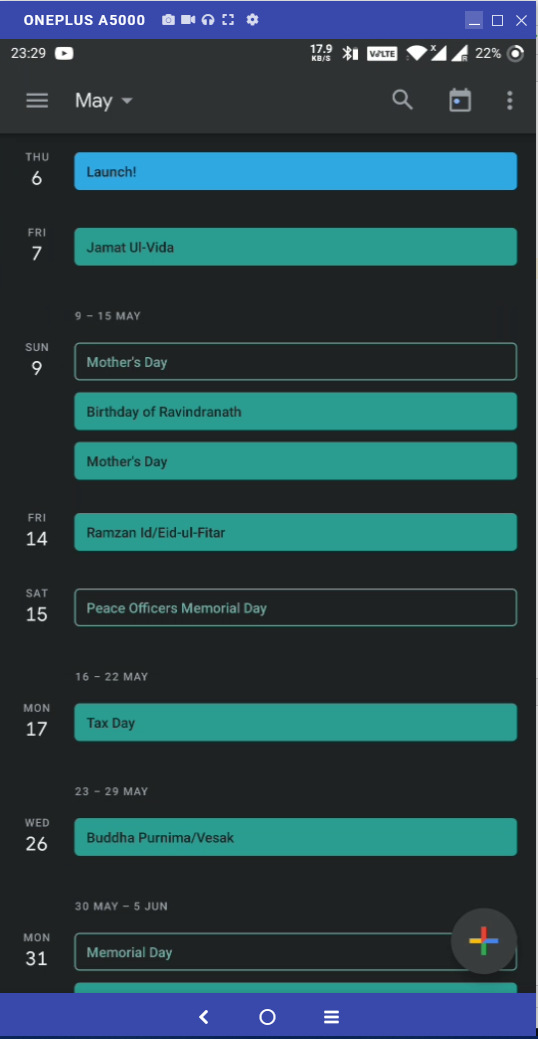 ONEPLUS A5000
23:29
17.9
KB/S
VoLTE
x
R
22%
May
THU
6
Launch!
FRI
7
Jamat Ul-Vida
9 – 15 MAY
SUN
9
Mother's Day
Birthday of Ravindranath
Mother's Day
FRI
14
Ramzan Id/Eid-ul-Fitar
SAT
15
Peace Officers Memorial Day
16 – 22 MAY
MON
17
Tax Day
23 – 29 MAY
WED
26
Buddha Purnima/Vesak
30 MAY – 5 JUN
MON
31
Memorial Day